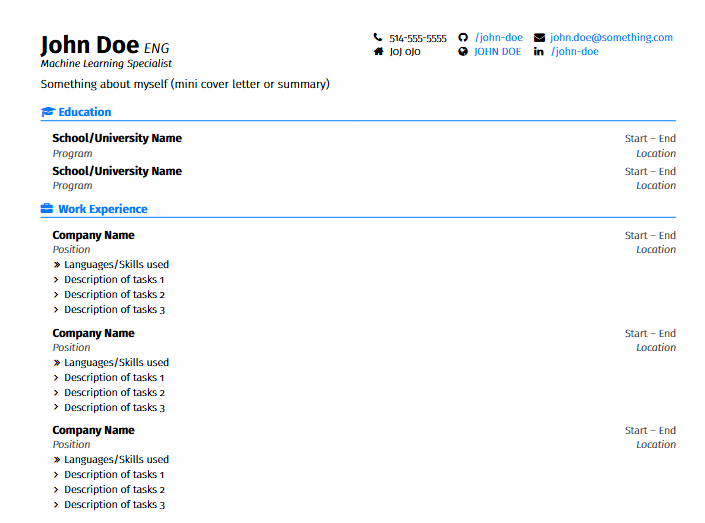 John Doe ENG
Machine Learning Specialist
514-555-5555 /john-doe john.doe@something.com
JoJ oJo JOHN DOE /john-doe
Something about myself (mini cover letter or summary)
Education
School/University Name Start – End
Program Location
School/University Name Start – End
Program Location
Work Experience
Company Name Start – End
Position Location
» Languages/Skills used
› Description of tasks 1
› Description of tasks 2
› Description of tasks 3
Company Name Start – End
Position Location
» Languages/Skills used
› Description of tasks 1
› Description of tasks 2
› Description of tasks 3
Company Name Start – End
Position Location
» Languages/Skills used
› Description of tasks 1
› Description of tasks 2
› Description of tasks 3